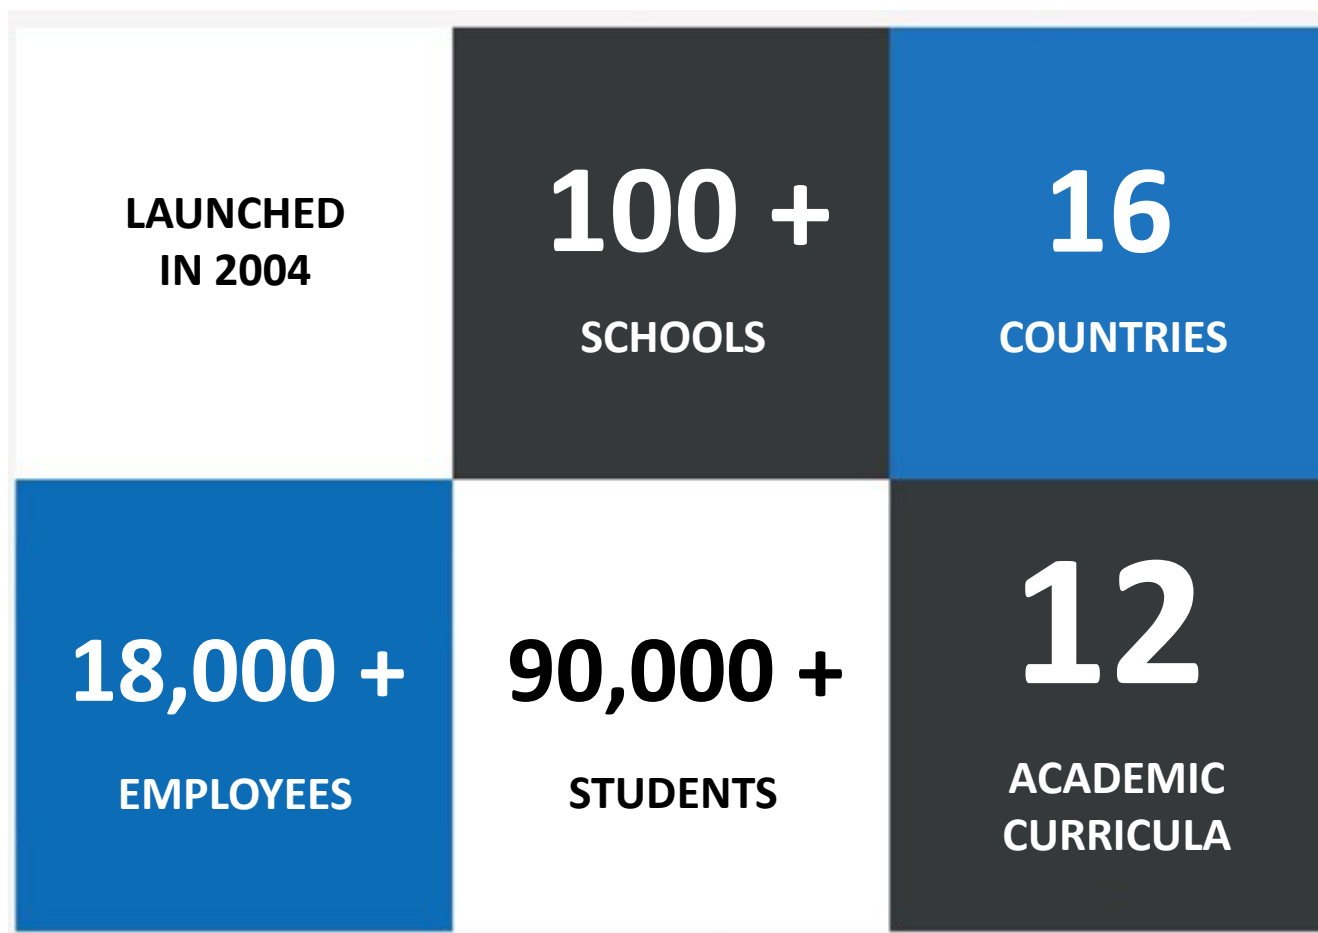 LAUNCHED
IN 2004
100 +
SCHOOLS
16
COUNTRIES
18,000 +
EMPLOYEES
90,000 +
STUDENTS
12
ACADEMIC
CURRICULA